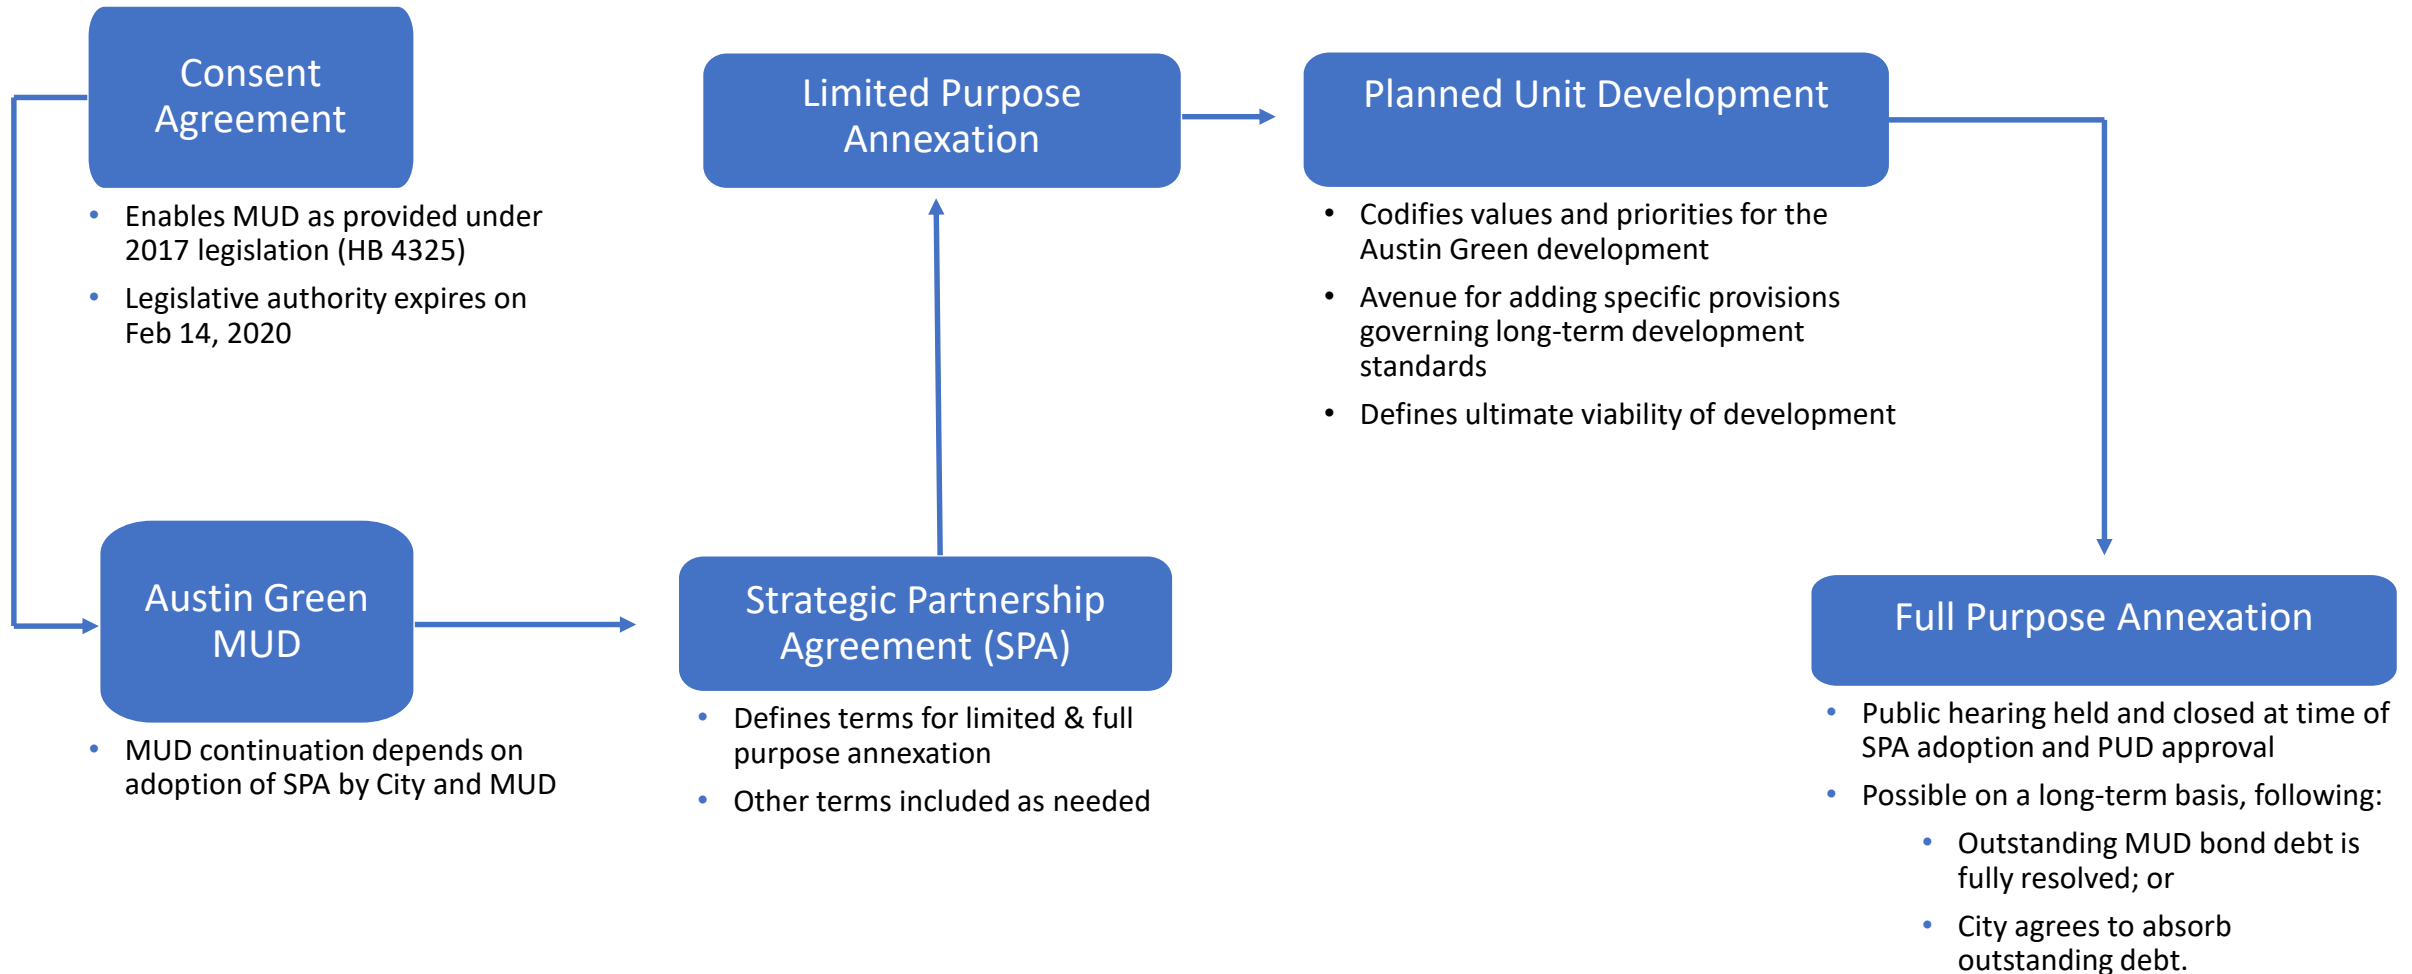 Consent
Agreement
• Enables MUD as provided under
2017 legislation (HB 4325)
• Legislative authority expires on
Feb 14, 2020
Austin Green
MUD
• MUD continuation depends on
adoption of SPA by City and MUD
Strategic Partnership
Agreement (SPA)
• Defines terms for limited & full
purpose annexation
• Other terms included as needed
Limited Purpose
Annexation
Planned Unit Development
• Codifies values and priorities for the
Austin Green development
• Avenue for adding specific provisions
governing long-term development
standards
• Defines ultimate viability of development
Full Purpose Annexation
• Public hearing held and closed at time of
SPA adoption and PUD approval
• Possible on a long-term basis, following:
• Outstanding MUD bond debt is
fully resolved; or
• City agrees to absorb
outstanding debt.